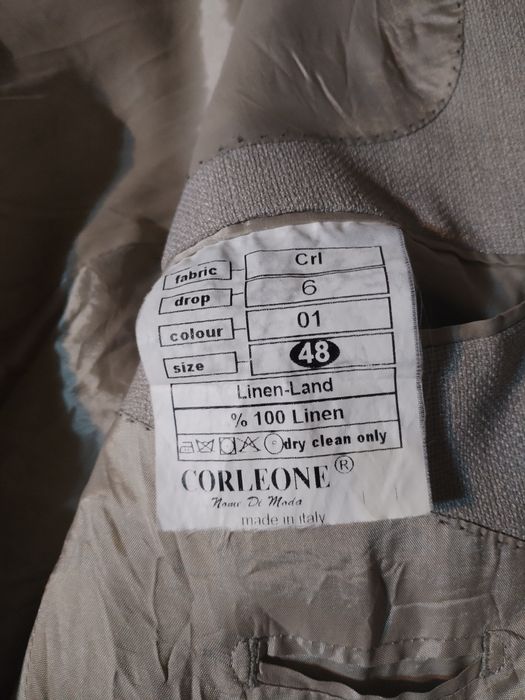 fabric Crl
drop 6
colour 01
size 48
Linen-Land
% 100 Linen
dry clean only
CORLEONE ®
Nome Di Moda
made in italy